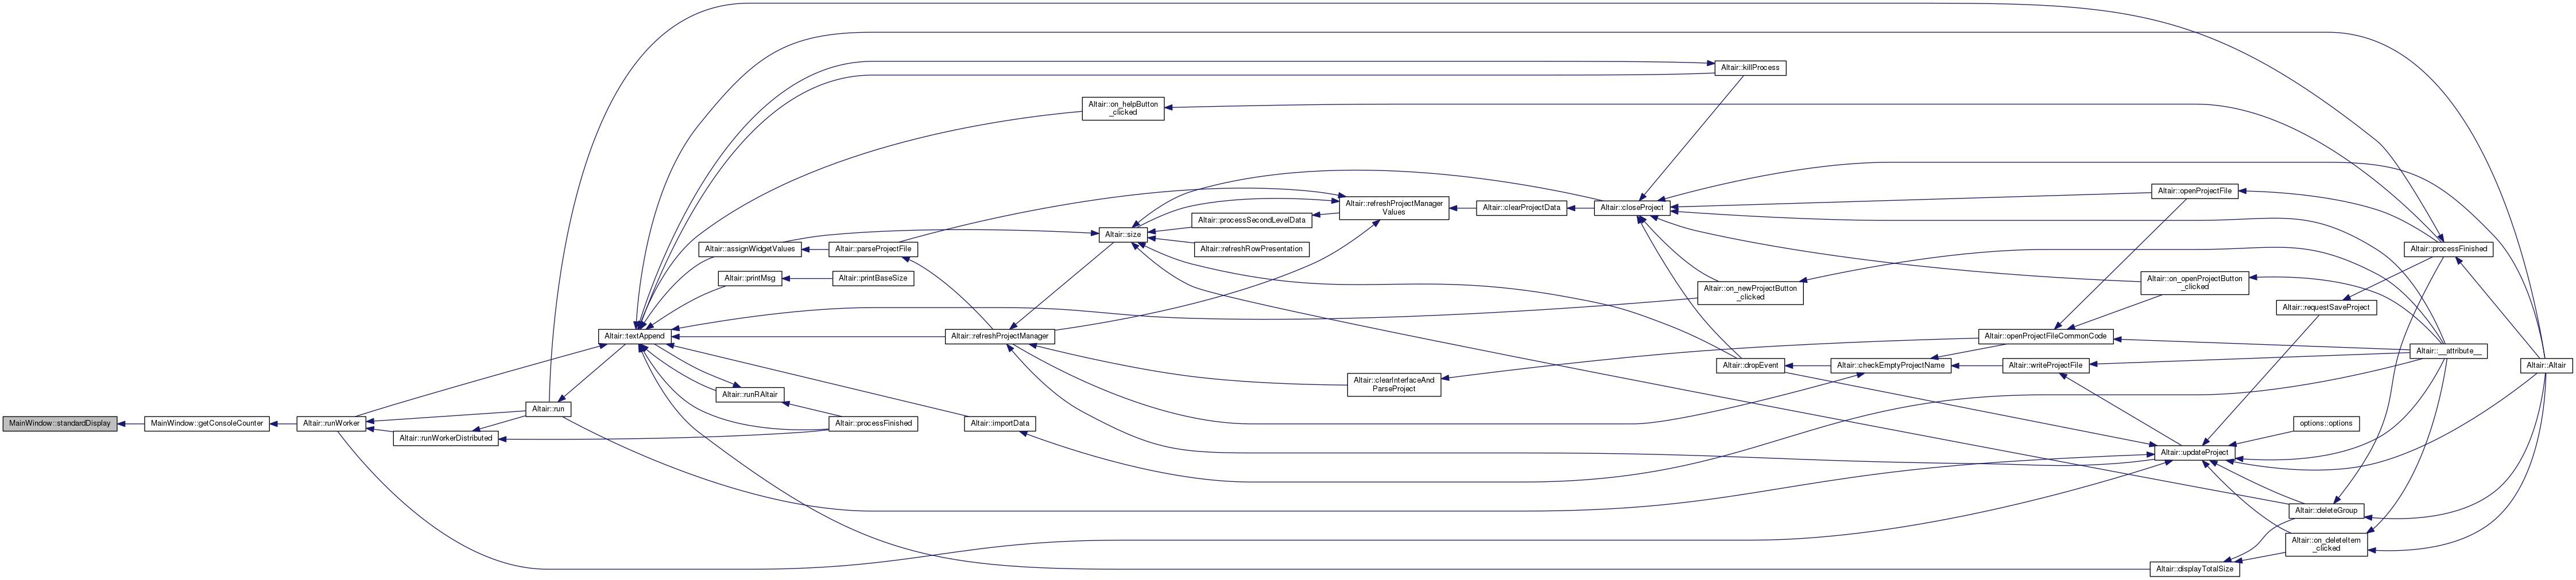 MainWindow::standardDisplay
MainWindow::getConsoleCounter
Altair::runWorker
Altair::runWorkerDistributed
Altair::run
Altair::textAppend
Altair::assignWidgetValues
Altair::printMsg
Altair::runRAltair
Altair::parseProjectFile
Altair::printBaseSize
Altair::processFinished
Altair::refreshProjectManager
Altair::importData
Altair::on_helpButton
_clicked
Altair::size
Altair::processSecondLevelData
Altair::refreshRowPresentation
Altair::refreshProjectManager
Values
Altair::clearInterfaceAnd
ParseProject
Altair::clearProjectData
Altair::closeProject
Altair::killProcess
Altair::on_newProjectButton
_clicked
Altair::dropEvent
Altair::checkEmptyProjectName
Altair::openProjectFileCommonCode
Altair::writeProjectFile
Altair::openProjectFile
Altair::on_openProjectButton
_clicked
Altair::updateProject
Altair::displayTotalSize
Altair::requestSaveProject
options::options
Altair::deleteGroup
Altair::on_deleteItem
_clicked
Altair::processFinished
Altair::__attribute__
Altair::Altair